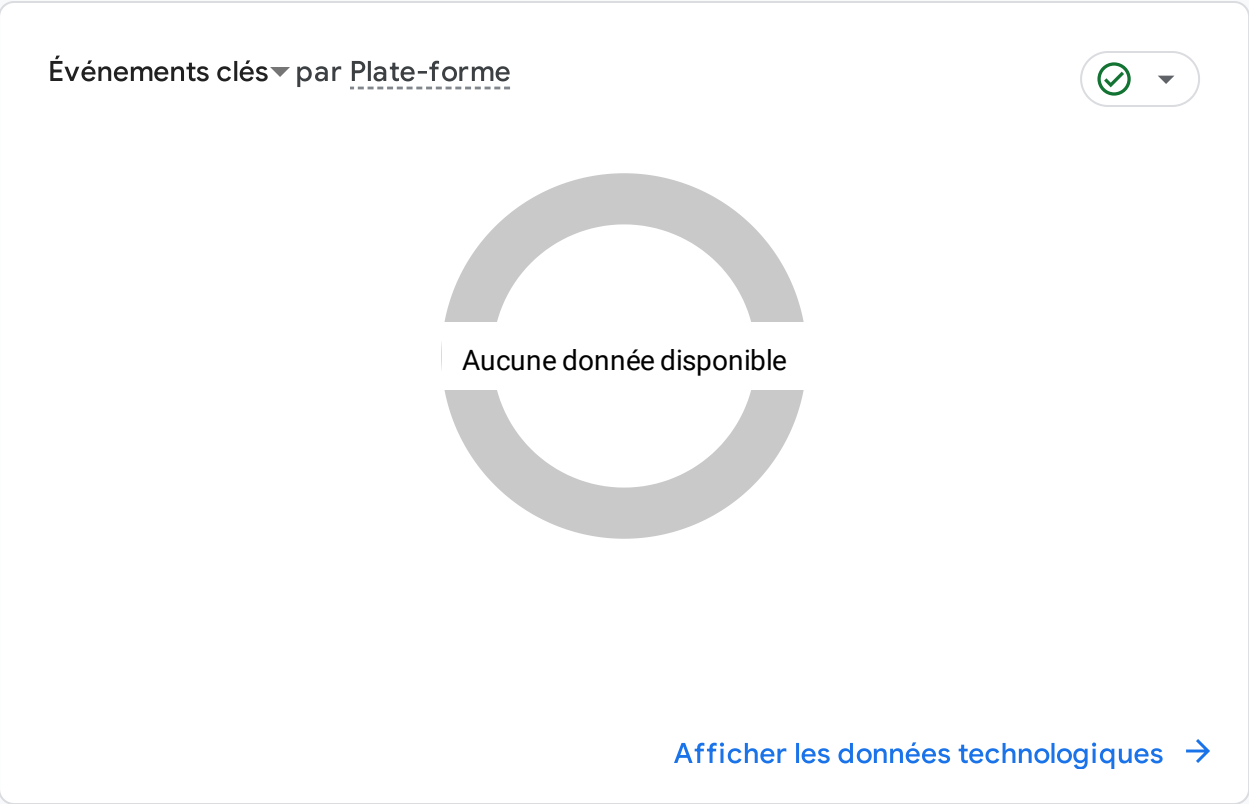 Événements clés par Plate-forme
Aucune donnée disponible
Afficher les données technologiques